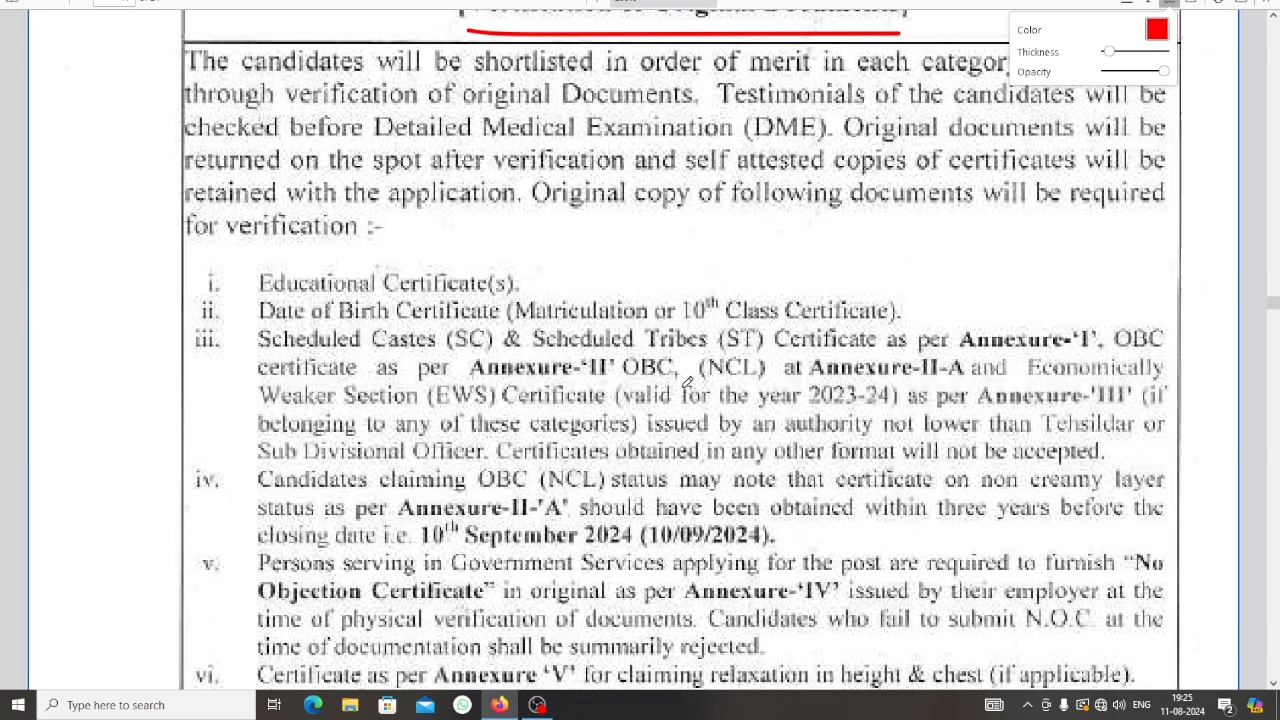 Color
Thickness
Opacity
The candidates will be shortlisted in order of merit in each
through verification of original Documents. Testimonials of the candidates will be
checked before Detailed Medical Examination (DME). Original documents will be
returned on the spot after verification and self attested copies of certificates will be
retained with the application. Original copy of following documents will be required
for verification :-
i. Educational Certificate(s).
ii. Date of Birth Certificate (Matriculation or 10th Class Certificate).
iii. Scheduled Castes (SC) & Scheduled Tribes (ST) Certificate as per Annexure-'I', OBC
certificate as per Annexure-'II' OBC, (NCL) at Annexure-II-A and Economically
Weaker Section (EWS) Certificate (valid for the year 2023-24) as per Annexure-'III' (if
belonging to any of these categories) issued by an authority not lower than Tehsildar or
Sub Divisional Officer. Certificates obtained in any other format will not be accepted.
iv. Candidates claiming OBC (NCL) status may note that certificate on non creamy layer
status as per Annexure-II-'A' should have been obtained within three years before the
closing date i.e. 10th September 2024 (10/09/2024).
v. Persons serving in Government Services applying for the post are required to furnish "No
Objection Certificate" in original as per Annexure-'IV' issued by their employer at the
time of physical verification of documents. Candidates who fail to submit N.O.C. at the
time of documentation shall be summarily rejected.
vi. Certificate as per Annexure 'V' for claiming relaxation in height & chest (if applicable).
Type here to search
19:25
11-08-2024
2